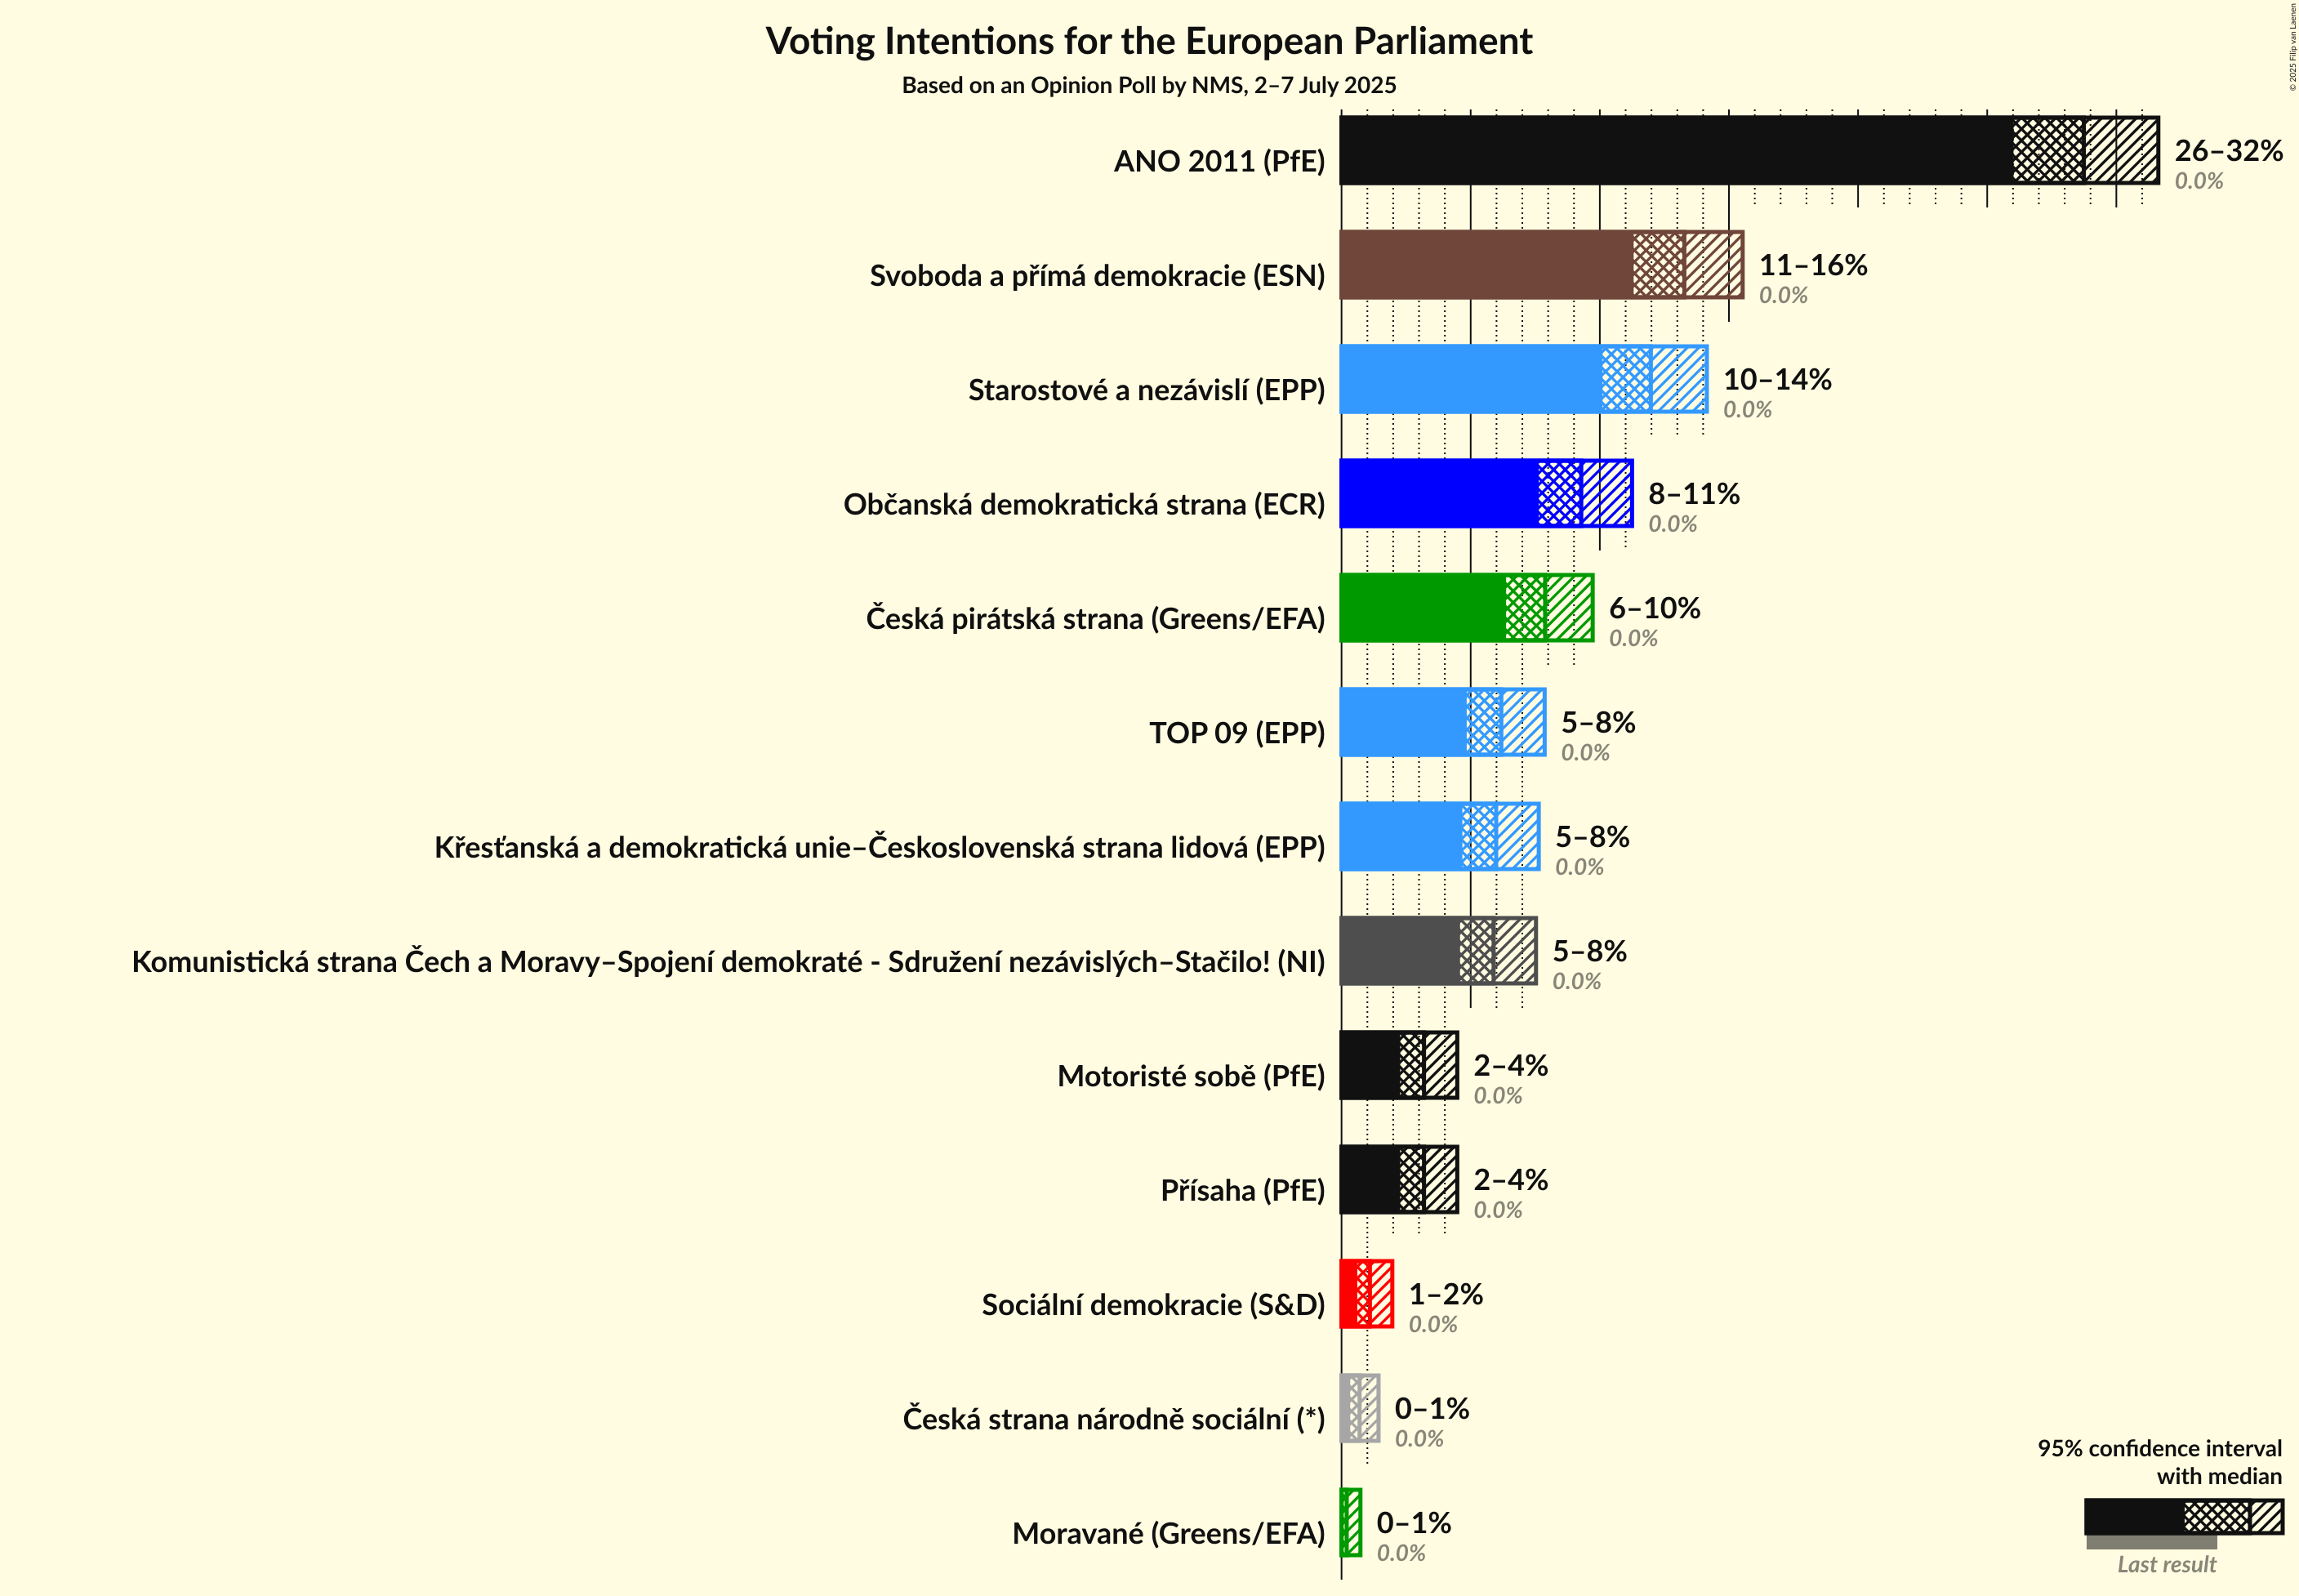 Voting Intentions for the European Parliament
Based on an Opinion Poll by NMS, 2–7 July 2025
© 2025 Filip van Laenen
ANO 2011 (PfE)
26–32%
0.0%
Svoboda a přímá demokracie (ESN)
11–16%
0.0%
Starostové a nezávislí (EPP)
10–14%
0.0%
Občanská demokratická strana (ECR)
8–11%
0.0%
Česká pirátská strana (Greens/EFA)
6–10%
0.0%
TOP 09 (EPP)
5–8%
0.0%
Křesťanská a demokratická unie–Československá strana lidová (EPP)
5–8%
0.0%
Komunistická strana Čech a Moravy–Spojení demokraté - Sdružení nezávislých–Stačilo! (NI)
5–8%
0.0%
Motoristé sobě (PfE)
2–4%
0.0%
Přísaha (PfE)
2–4%
0.0%
Sociální demokracie (S&D)
1–2%
0.0%
Česká strana národně sociální (*)
0–1%
0.0%
Moravané (Greens/EFA)
0–1%
0.0%
95% confidence interval
with median
Last result